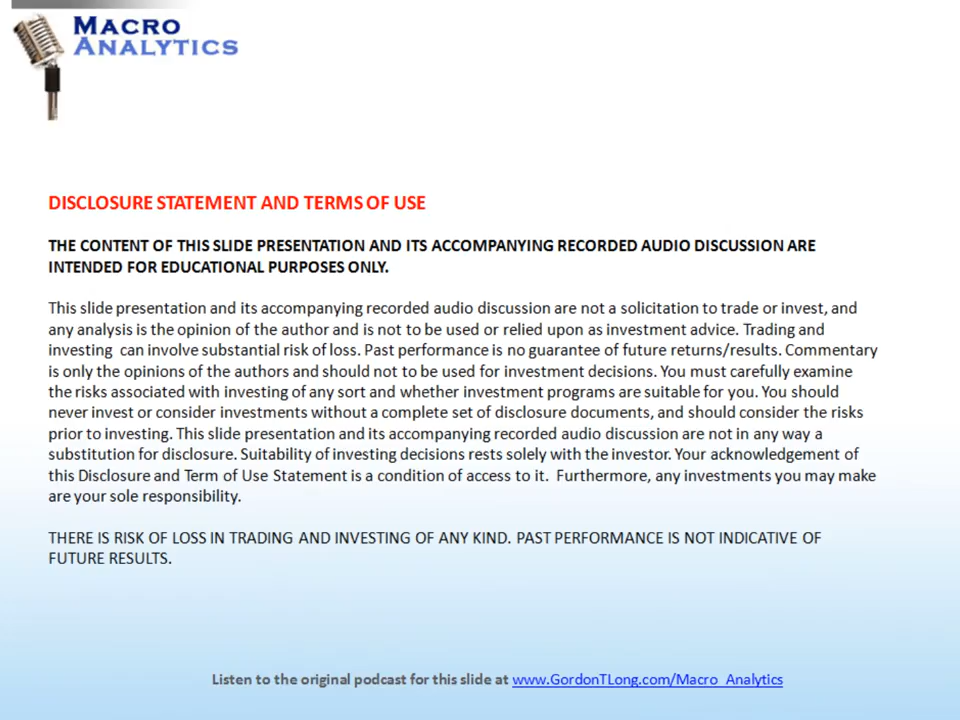 MACRO
ANALYTICS
DISCLOSURE STATEMENT AND TERMS OF USE
THE CONTENT OF THIS SLIDE PRESENTATION AND ITS ACCOMPANYING RECORDED AUDIO DISCUSSION ARE
INTENDED FOR EDUCATIONAL PURPOSES ONLY.
This slide presentation and its accompanying recorded audio discussion are not a solicitation to trade or invest, and
any analysis is the opinion of the author and is not to be used or relied upon as investment advice. Trading and
investing can involve substantial risk of loss. Past performance is no guarantee of future returns/results. Commentary
is only the opinions of the authors and should not to be used for investment decisions. You must carefully examine
the risks associated with investing of any sort and whether investment programs are suitable for you. You should
never invest or consider investments without a complete set of disclosure documents, and should consider the risks
prior to investing. This slide presentation and its accompanying recorded audio discussion are not in any way a
substitution for disclosure. Suitability of investing decisions rests solely with the investor. Your acknowledgement of
this Disclosure and Term of Use Statement is a condition of access to it. Furthermore, any investments you may make
are your sole responsibility.
THERE IS RISK OF LOSS IN TRADING AND INVESTING OF ANY KIND. PAST PERFORMANCE IS NOT INDICATIVE OF
FUTURE RESULTS.
Listen to the original podcast for this slide at www.GordonTLong.com/Macro_Analytics